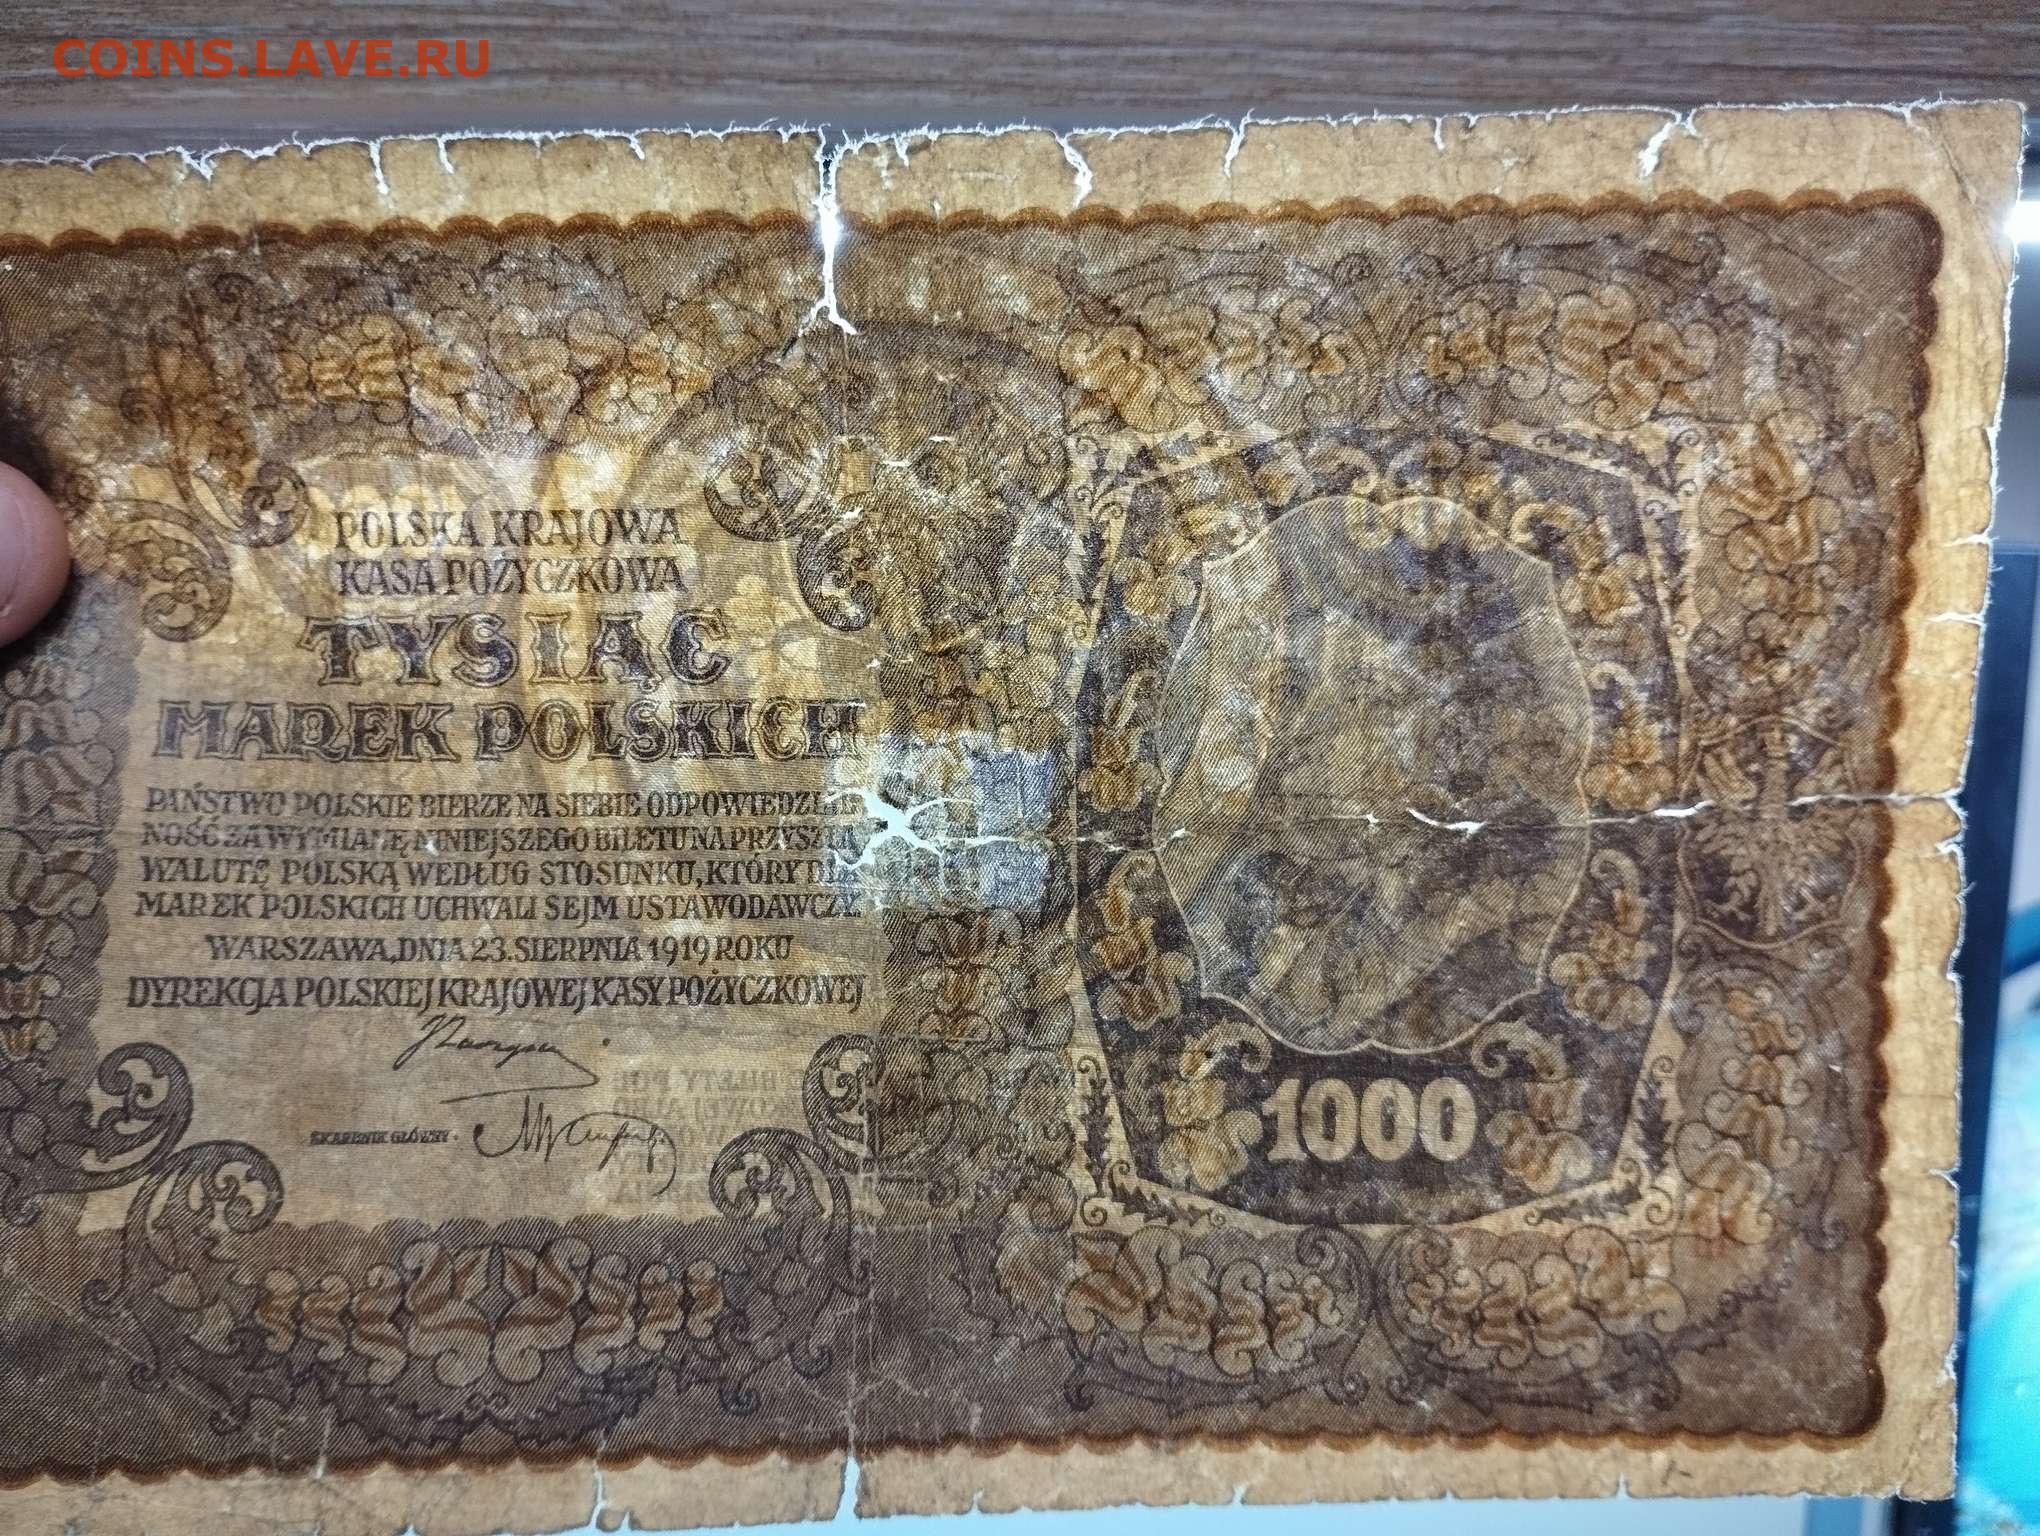 COINS.LAVE.RU
POLSKA KRAJOWA
KASA POŻYCZKOWA
TYSIĄC
MAREK POLSKICH
PAŃSTWO POLSKIE BIERZE NA SIEBIE ODPOWIEDZIAL
NOŚĆ ZA WYMIANĘ NINIEJSZEGO BILETU NA PRZYSZŁĄ
WALUTĘ POLSKĄ WEDŁUG STOSUNKU, KTÓRY DLA
MAREK POLSKICH UCHWALI SEJM USTAWODAWCZY.
WARSZAWA, DNIA 23. SIERPNIA 1919 ROKU
DYREKCJA POLSKIEJ KRAJOWEJ KASY POŻYCZKOWEJ
SKARBNIK GŁÓWNY.
1000